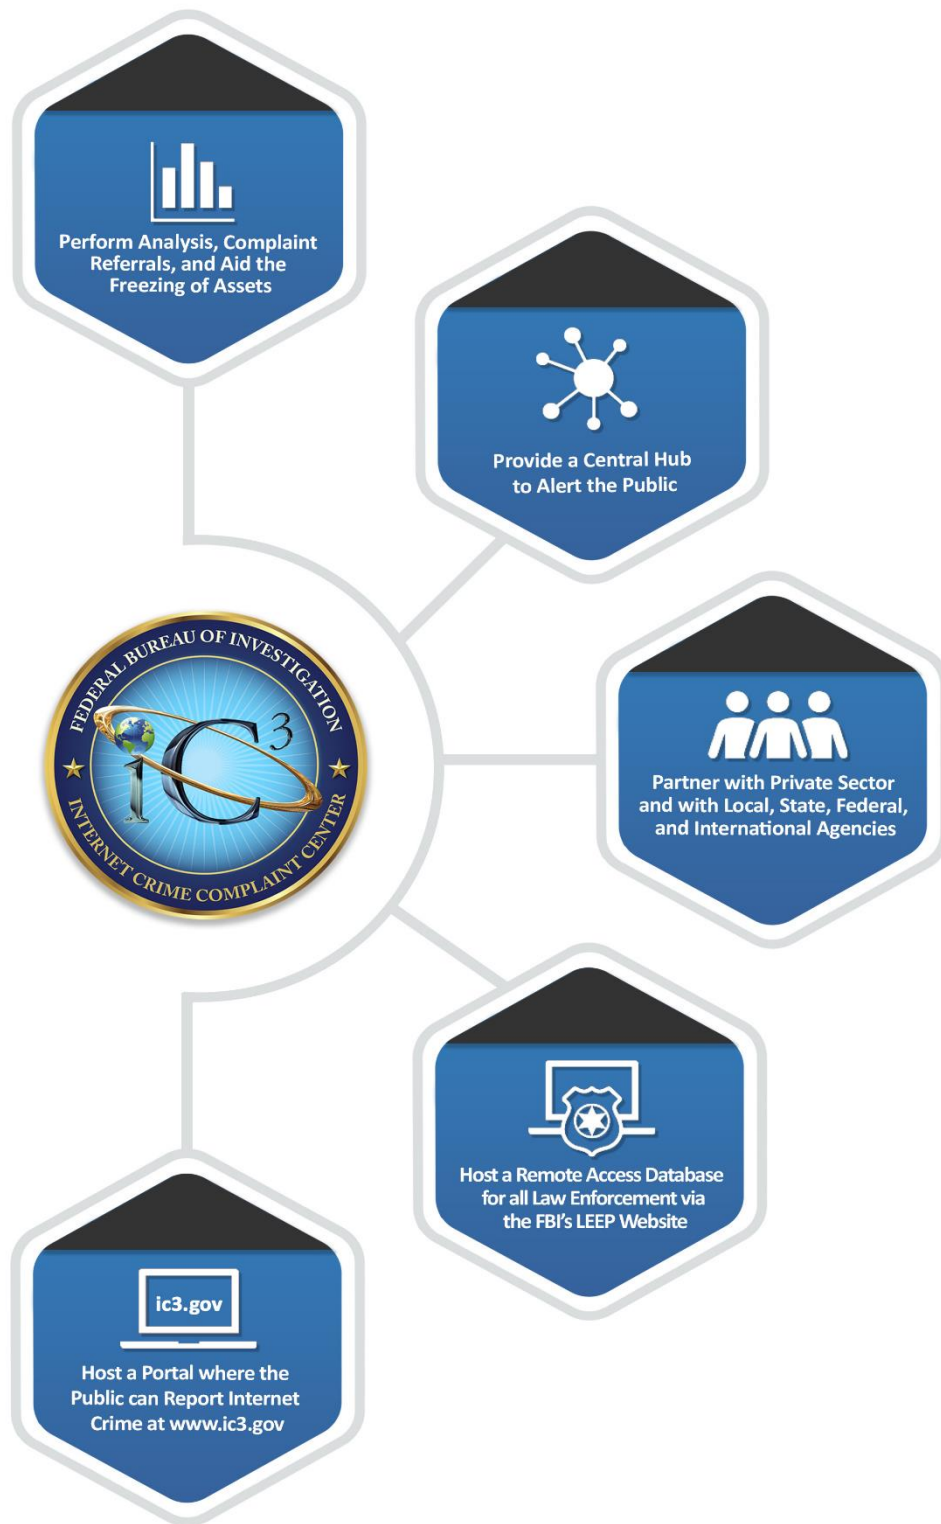 Perform Analysis, Complaint
Referrals, and Aid the
Freezing of Assets
Provide a Central Hub
to Alert the Public
FEDERAL BUREAU OF INVESTIGATION
iC3
INTERNET CRIME COMPLAINT CENTER
Partner with Private Sector
and with Local, State, Federal,
and International Agencies
Host a Remote Access Database
for all Law Enforcement via
the FBI's LEEP Website
ic3.gov
Host a Portal where the
Public can Report Internet
Crime at www.ic3.gov